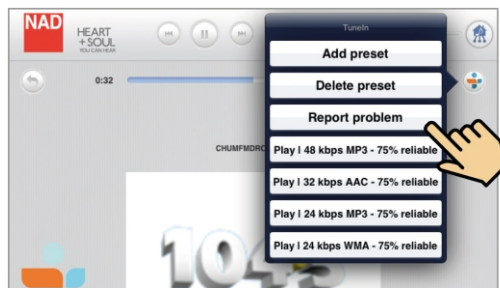 NAD
HEART
+SOUL
YOU CAN HEAR
TuneIn
Add preset
0:32
Delete preset
Report problem
CHUMFMDRC
Play | 48 kbps MP3 - 75% reliable
Play | 32 kbps AAC - 75% reliable
Play | 24 kbps MP3 - 75% reliable
Play | 24 kbps WMA - 75% reliable
104.5